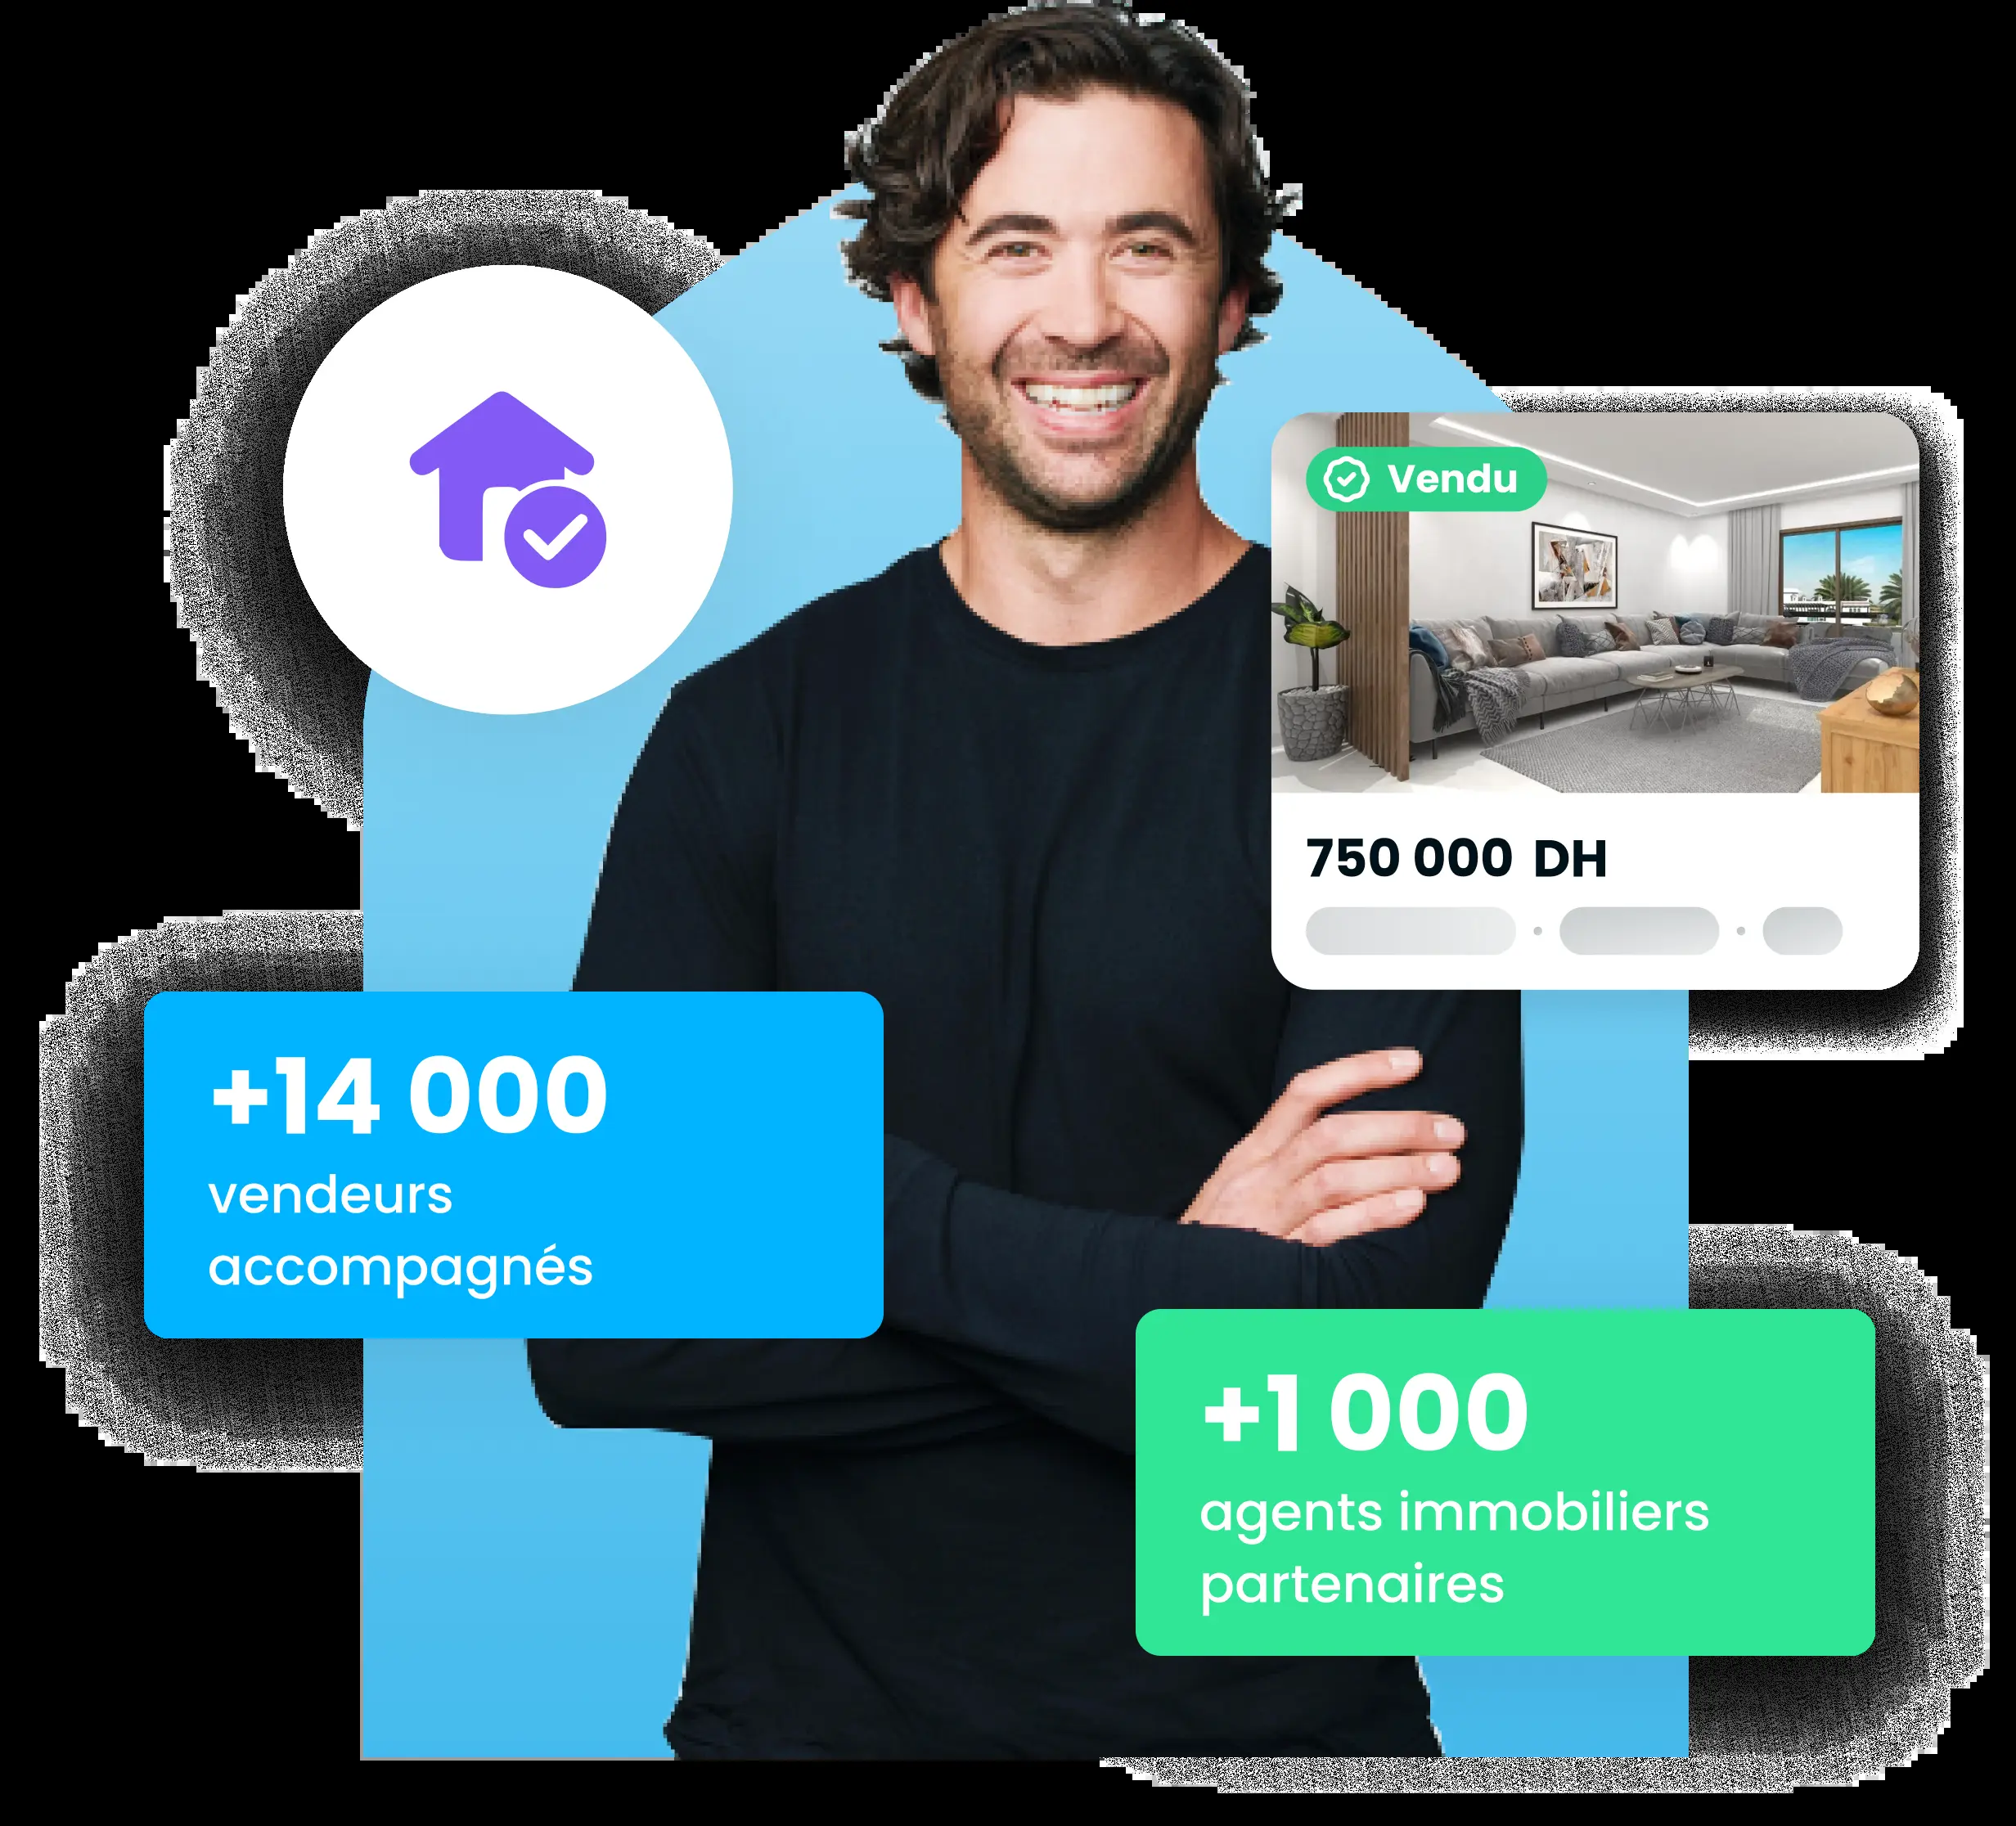 Vendu
750 000 DH
+14 000
vendeurs
accompagnés
+1 000
agents immobiliers
partenaires